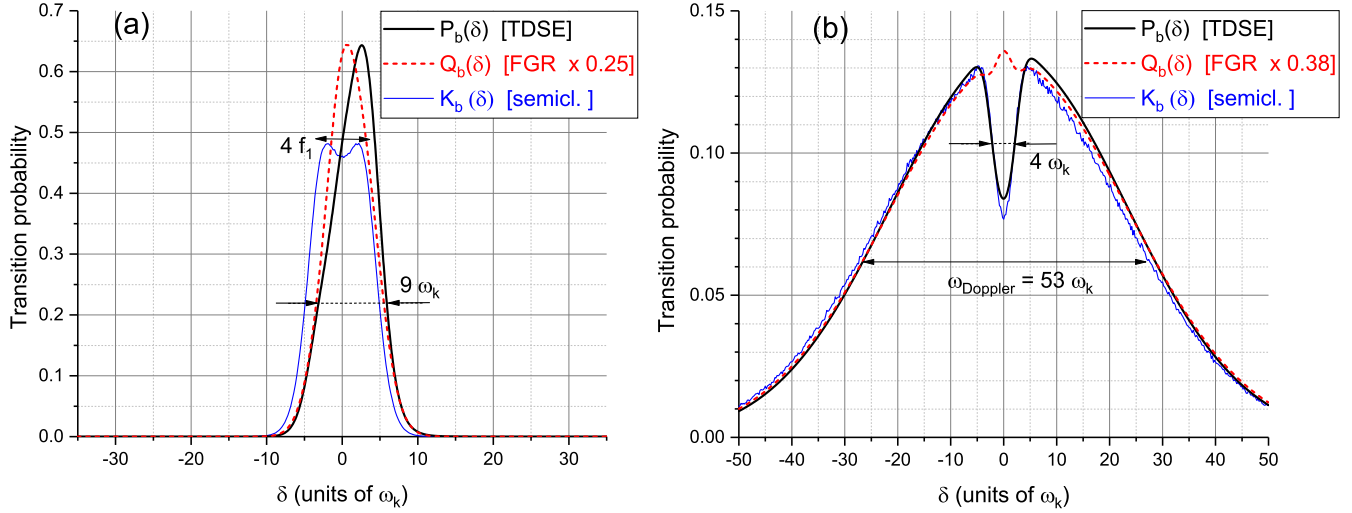 (a)
P_b(δ) [TDSE]
Q_b(δ) [FGR x 0.25]
K_b (δ) [semicl. ]
4 f_1
9 ω_k
Transition probability
0.7
0.6
0.5
0.4
0.3
0.2
0.1
0.0
-30 -20 -10 0 10 20 30
δ (units of ω_k)
(b)
P_b(δ) [TDSE]
Q_b(δ) [FGR x 0.38]
K_b (δ) [semicl. ]
4 ω_k
ω_Doppler = 53 ω_k
Transition probability
0.15
0.10
0.05
0.00
-50 -40 -30 -20 -10 0 10 20 30 40 50
δ (units of ω_k)